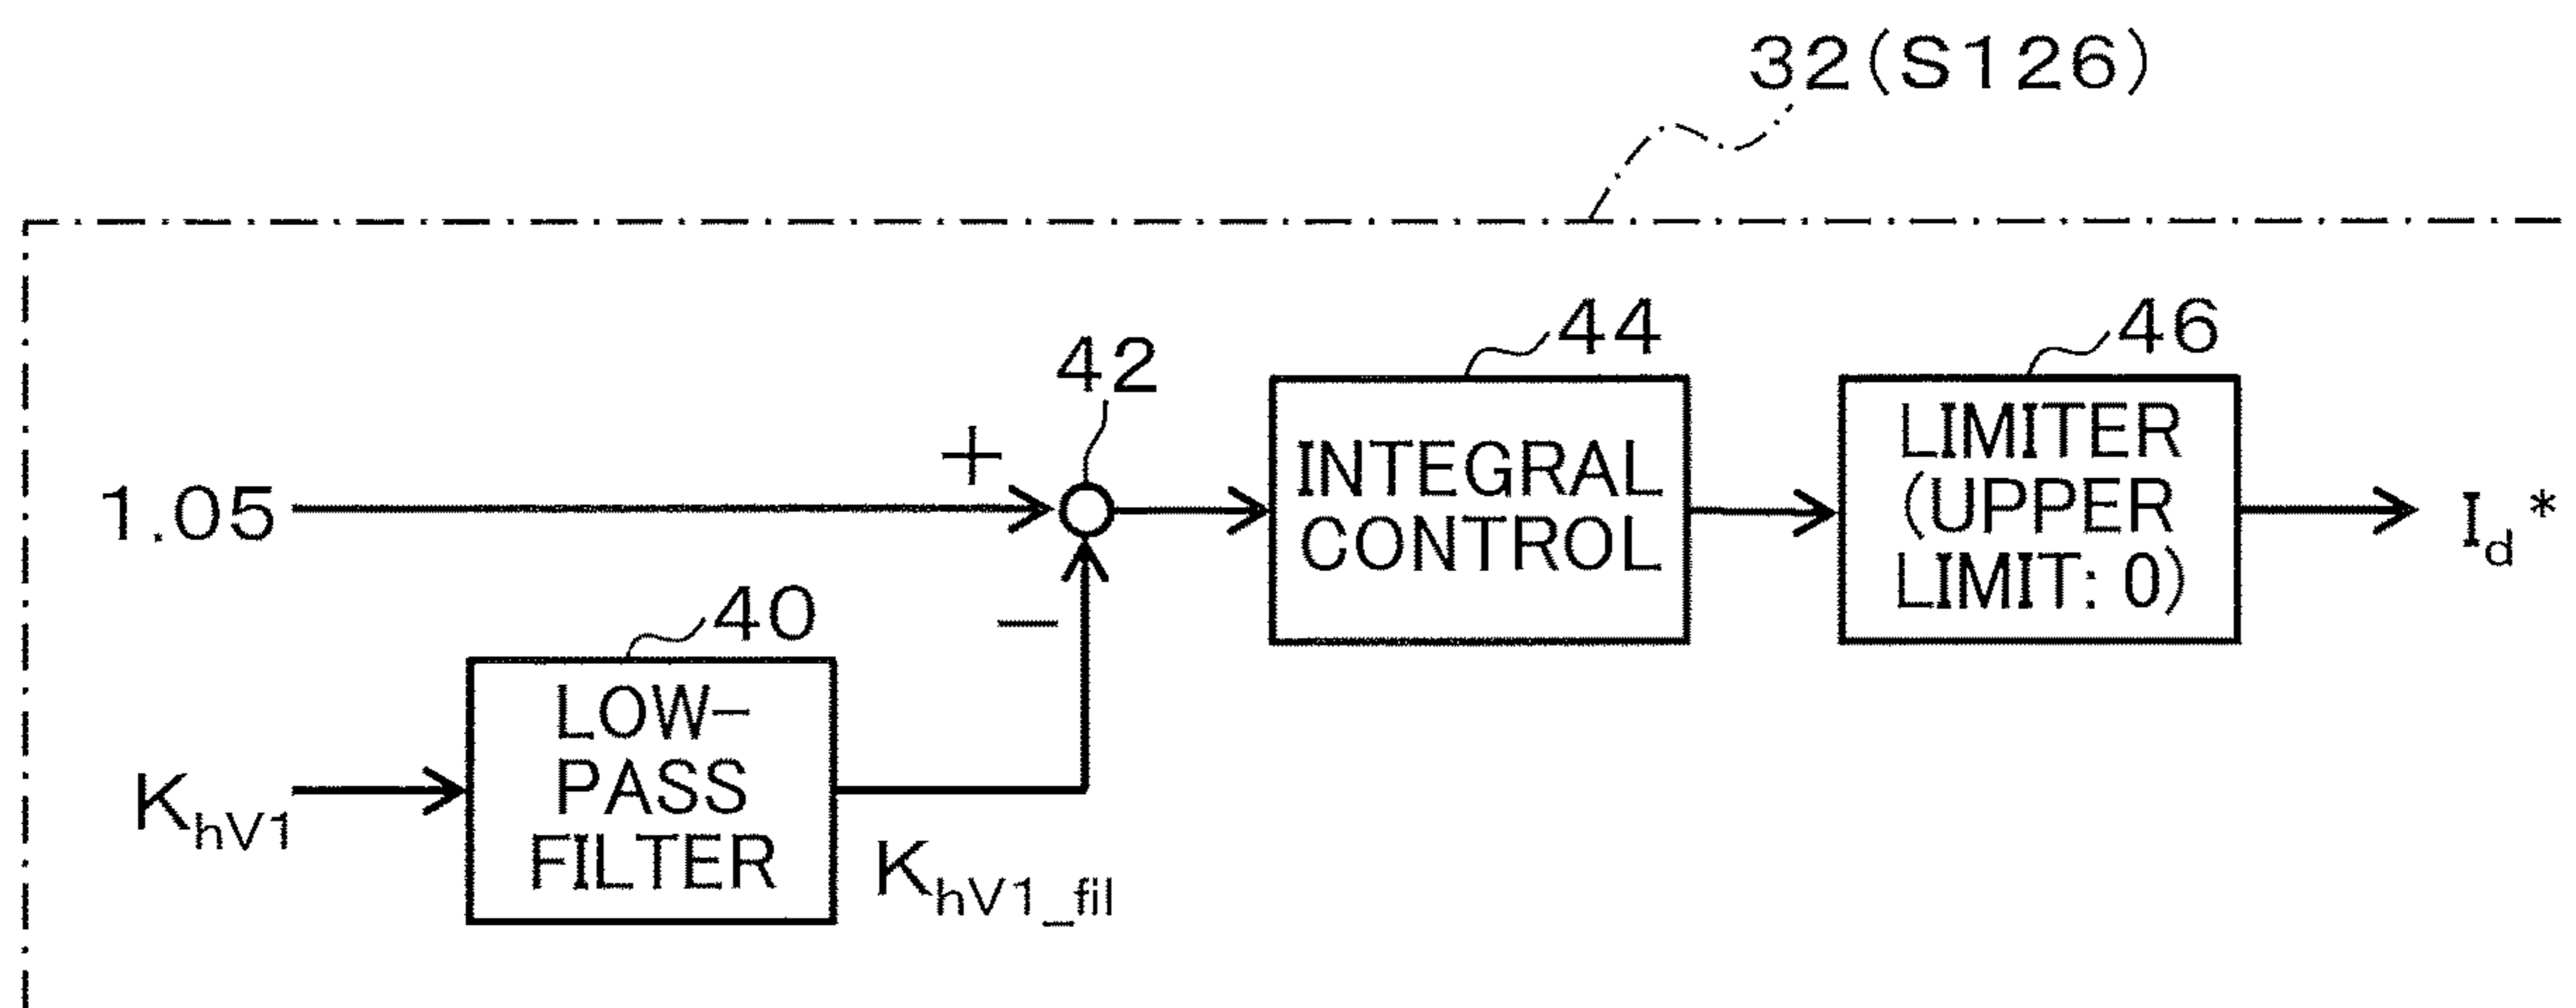 32(S126)
42
44
46
+
1.05
INTEGRAL
CONTROL
LIMITER
(UPPER
LIMIT: 0)
I_d*
−
40
K_hV1
LOW-
PASS
FILTER
K_hV1_fil